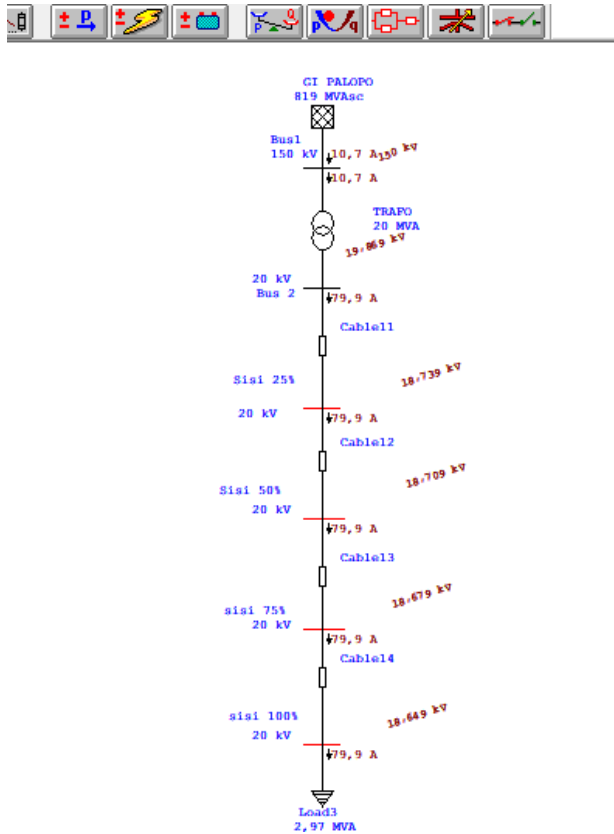 GI PALOPO
819 MVAsc
Bus1
150 kV
10,7 A
150 kV
10,7 A
TRAFO
20 MVA
19.869 kV
20 kV
Bus 2
79,9 A
Cable11
18.739 kV
Sisi 25%
20 kV
79,9 A
Cable12
18.709 kV
Sisi 50%
20 kV
79,9 A
Cable13
18.679 kV
sisi 75%
20 kV
79,9 A
Cable14
18.649 kV
sisi 100%
20 kV
79,9 A
Load3
2,97 MVA